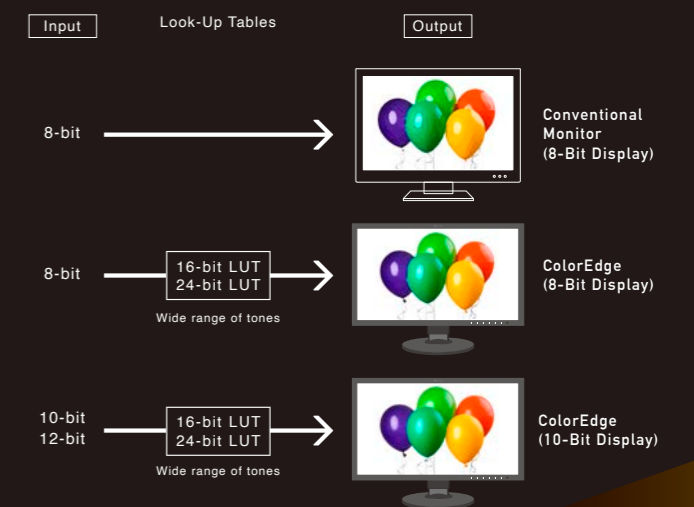 Input
Look-Up Tables
Output
8-bit
Conventional
Monitor
(8-Bit Display)
8-bit
16-bit LUT
24-bit LUT
Wide range of tones
ColorEdge
(8-Bit Display)
10-bit
12-bit
16-bit LUT
24-bit LUT
Wide range of tones
ColorEdge
(10-Bit Display)